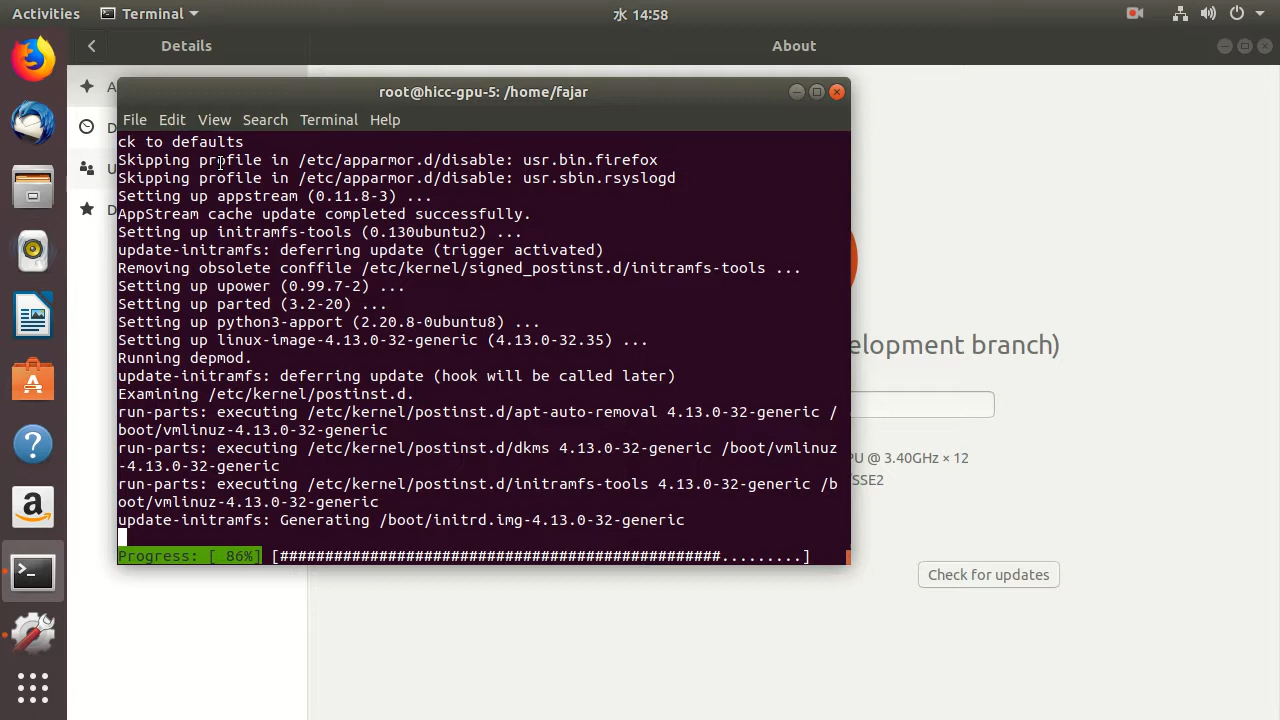 Activities
Terminal
水 14:58
Details
About
root@hicc-gpu-5: /home/fajar
File Edit View Search Terminal Help
ck to defaults
Skipping profile in /etc/apparmor.d/disable: usr.bin.firefox
Skipping profile in /etc/apparmor.d/disable: usr.sbin.rsyslogd
Setting up appstream (0.11.8-3) ...
AppStream cache update completed successfully.
Setting up initramfs-tools (0.130ubuntu2) ...
update-initramfs: deferring update (trigger activated)
Removing obsolete conffile /etc/kernel/signed_postinst.d/initramfs-tools ...
Setting up upower (0.99.7-2) ...
Setting up parted (3.2-20) ...
Setting up python3-apport (2.20.8-0ubuntu8) ...
Setting up linux-image-4.13.0-32-generic (4.13.0-32.35) ...
Running depmod.
update-initramfs: deferring update (hook will be called later)
Examining /etc/kernel/postinst.d.
run-parts: executing /etc/kernel/postinst.d/apt-auto-removal 4.13.0-32-generic /
boot/vmlinuz-4.13.0-32-generic
run-parts: executing /etc/kernel/postinst.d/dkms 4.13.0-32-generic /boot/vmlinuz
-4.13.0-32-generic
run-parts: executing /etc/kernel/postinst.d/initramfs-tools 4.13.0-32-generic /b
oot/vmlinuz-4.13.0-32-generic
update-initramfs: Generating /boot/initrd.img-4.13.0-32-generic
Progress: [ 86%] [#################################################.........]
A
D
U
D
elopment branch)
PU @ 3.40GHz × 12
SSE2
Check for updates